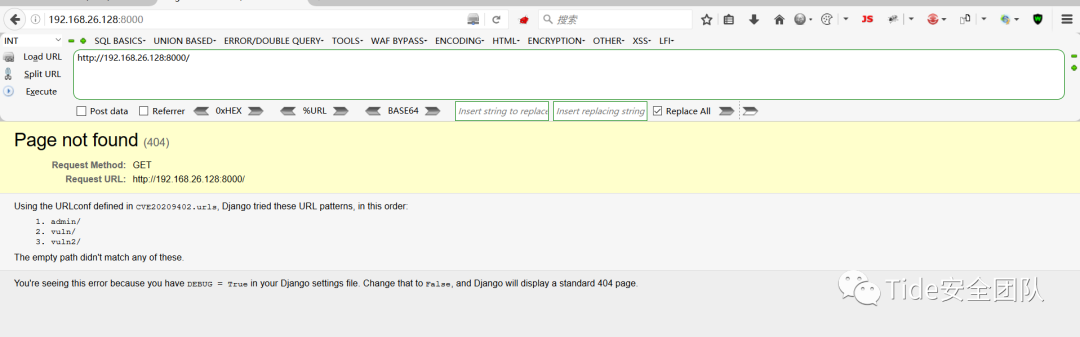 192.168.26.128:8000
搜索
INT
SQL BASICS UNION BASED ERROR/DOUBLE QUERY TOOLS WAF BYPASS ENCODING HTML ENCRYPTION OTHER XSS LFI
Load URL
http://192.168.26.128:8000/
Split URL
Execute
Post data Referrer 0xHEX %URL BASE64 Insert string to replace Insert replacing string Replace All
Page not found (404)
Request Method: GET
Request URL: http://192.168.26.128:8000/
Using the URLconf defined in CVE20209402.urls, Django tried these URL patterns, in this order:
1. admin/
2. vuln/
3. vuln2/
The empty path didn't match any of these.
You're seeing this error because you have DEBUG = True in your Django settings file. Change that to False, and Django will display a standard 404 page.
Tide安全团队